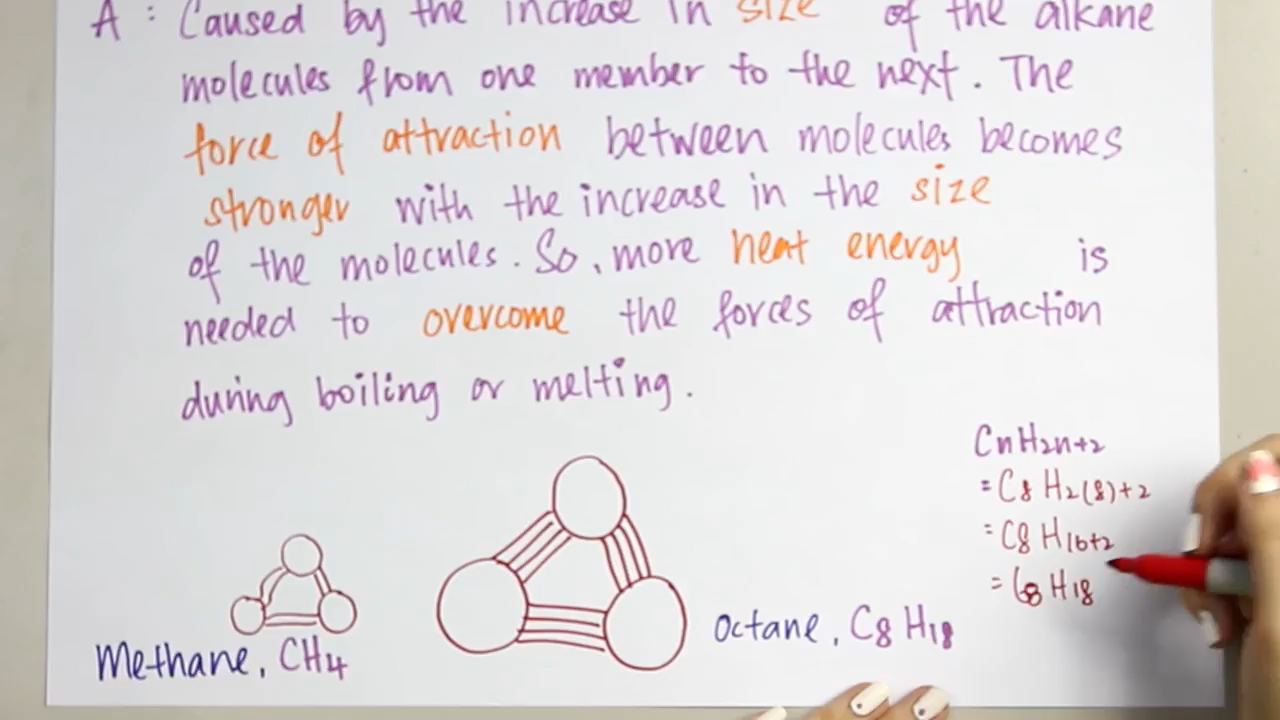 A : Caused by the increase in size of the alkane
molecules from one member to the next. The
force of attraction between molecules becomes
stronger with the increase in the size
of the molecules. So, more heat energy is
needed to overcome the forces of attraction
during boiling or melting.
CnH2n+2
= C8 H2(8)+2
= C8 H16+2
= C8 H18
Octane, C8 H18
Methane, CH4